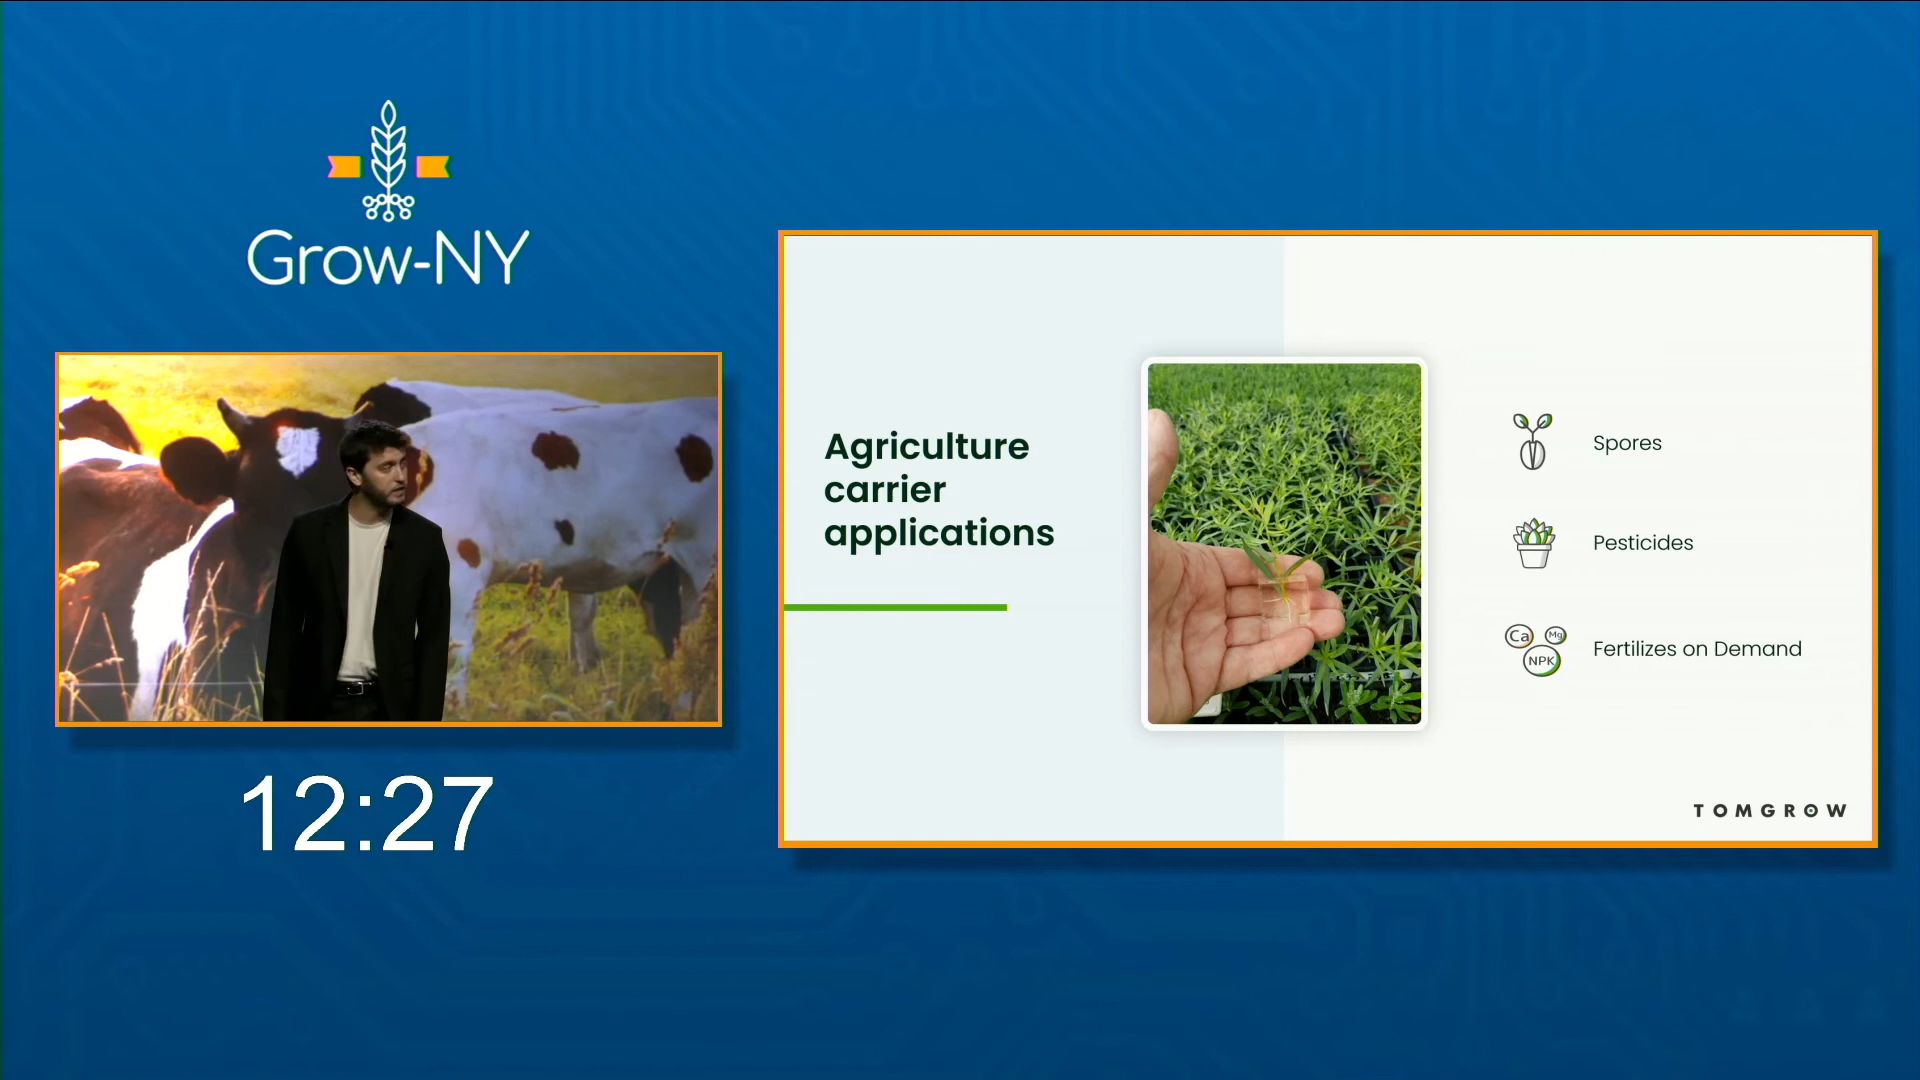 Grow-NY
12:27
Agriculture
carrier
applications
Spores
Pesticides
Ca
Mg
NPK
Fertilizes on Demand
TOMGROW